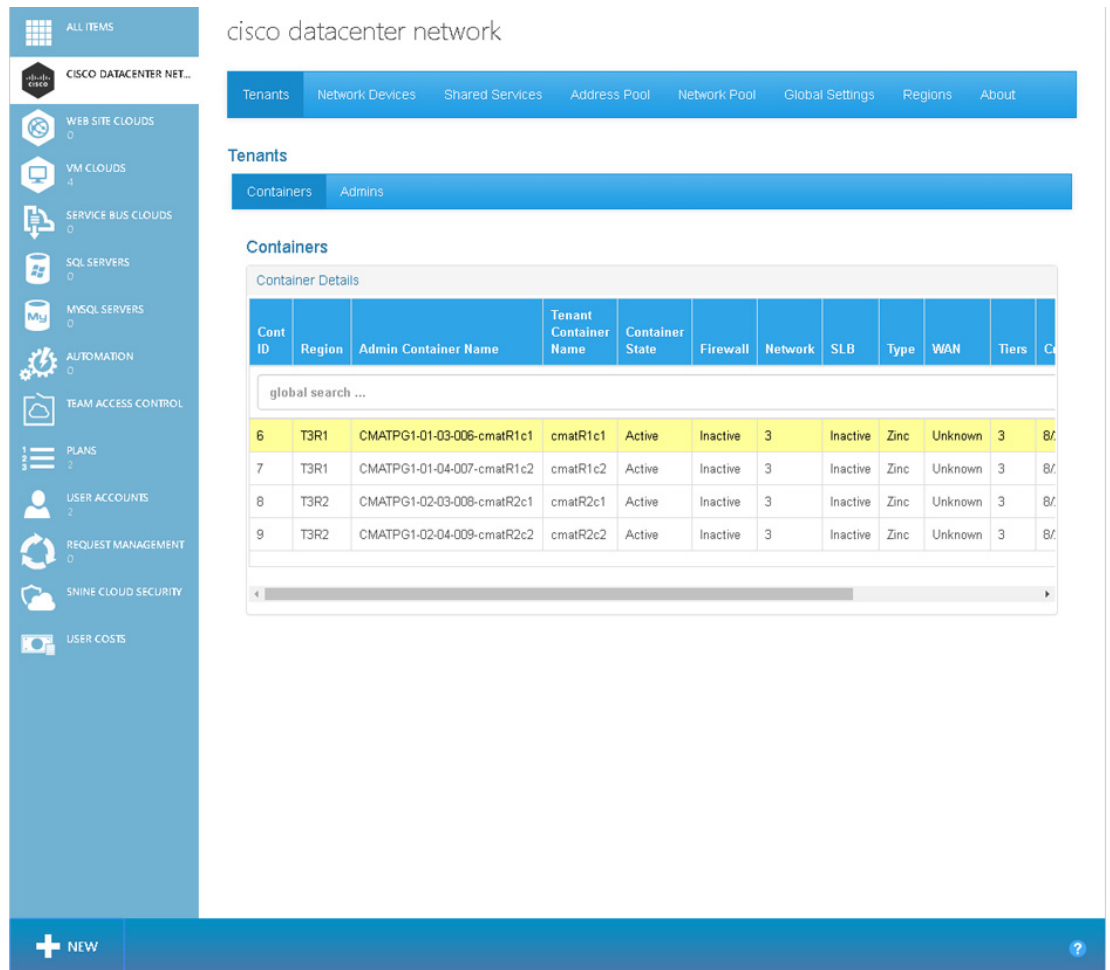 ALL ITEMS
CISCO DATACENTER NET...
WEB SITE CLOUDS
0
VM CLOUDS
4
SERVICE BUS CLOUDS
0
SQL SERVERS
0
MYSQL SERVERS
0
AUTOMATION
0
TEAM ACCESS CONTROL
PLANS
2
USER ACCOUNTS
2
REQUEST MANAGEMENT
0
SNINE CLOUD SECURITY
USER COSTS
cisco datacenter network
Tenants Network Devices Shared Services Address Pool Network Pool Global Settings Regions About
Tenants
Containers Admins
Containers
Container Details
Cont ID Region Admin Container Name Tenant Container Name Container State Firewall Network SLB Type WAN Tiers
global search ...
6 T3R1 CMATPG1-01-03-006-cmatR1c1 cmatR1c1 Active Inactive 3 Inactive Zinc Unknown 3 8/
7 T3R1 CMATPG1-01-04-007-cmatR1c2 cmatR1c2 Active Inactive 3 Inactive Zinc Unknown 3 8/
8 T3R2 CMATPG1-02-03-008-cmatR2c1 cmatR2c1 Active Inactive 3 Inactive Zinc Unknown 3 8/
9 T3R2 CMATPG1-02-04-009-cmatR2c2 cmatR2c2 Active Inactive 3 Inactive Zinc Unknown 3 8/
NEW
?